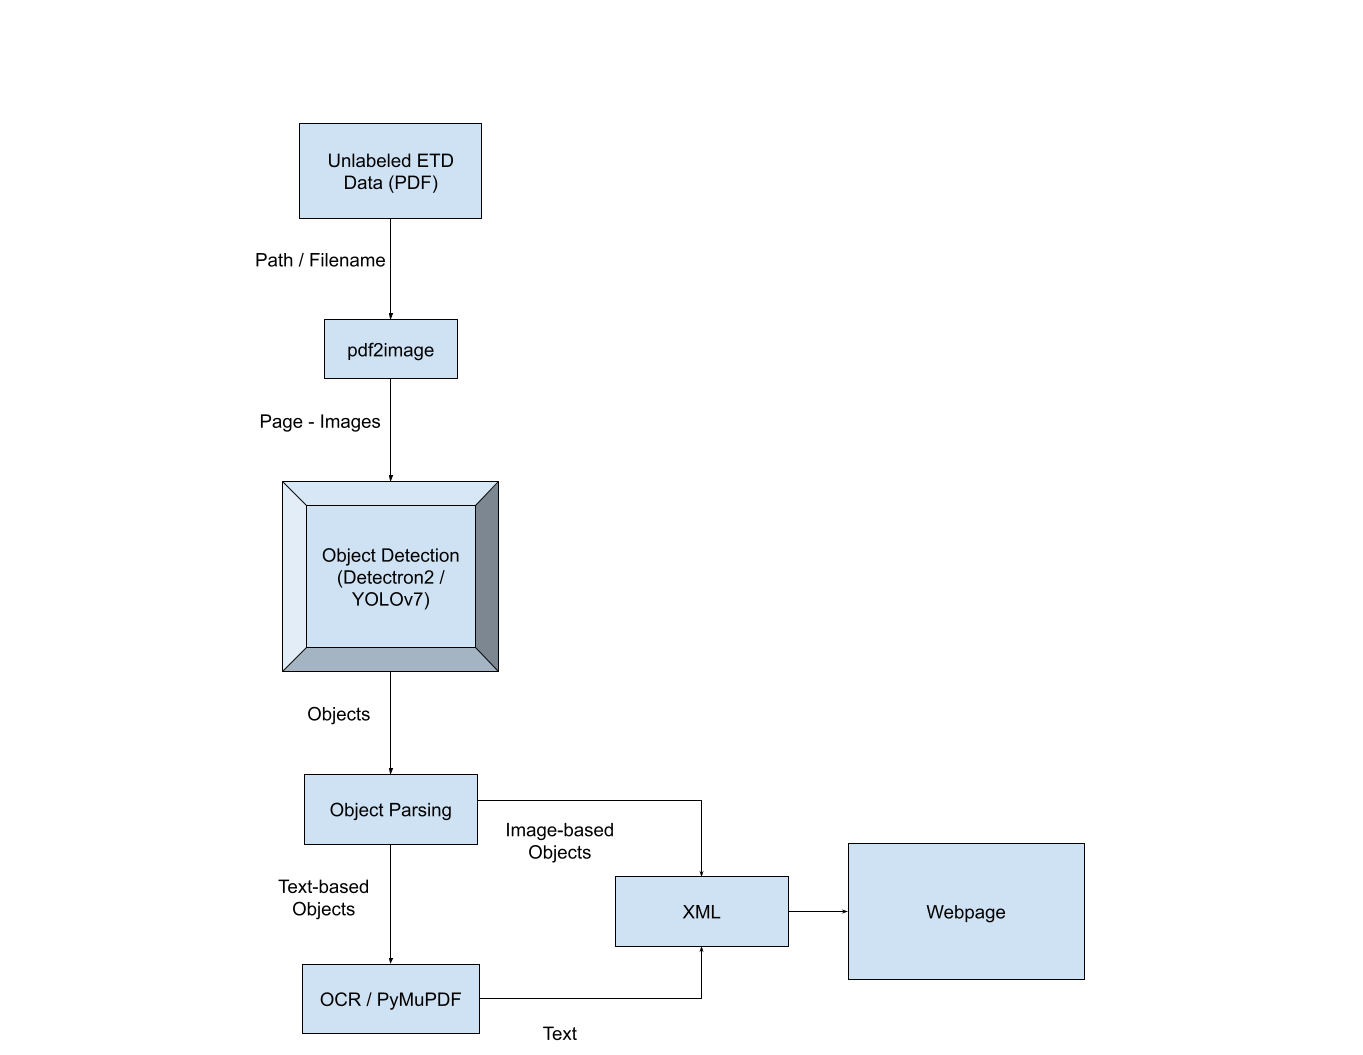 Unlabeled ETD
Data (PDF)
Path / Filename
pdf2image
Page - Images
Object Detection
(Detectron2 /
YOLOv7)
Objects
Object Parsing
Image-based
Objects
Text-based
Objects
XML
Webpage
OCR / PyMuPDF
Text